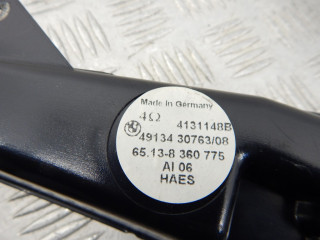 Made in Germany
4Ω 4131148B
49134 30763/08
65.13-8 360 775
AI 06
HAES